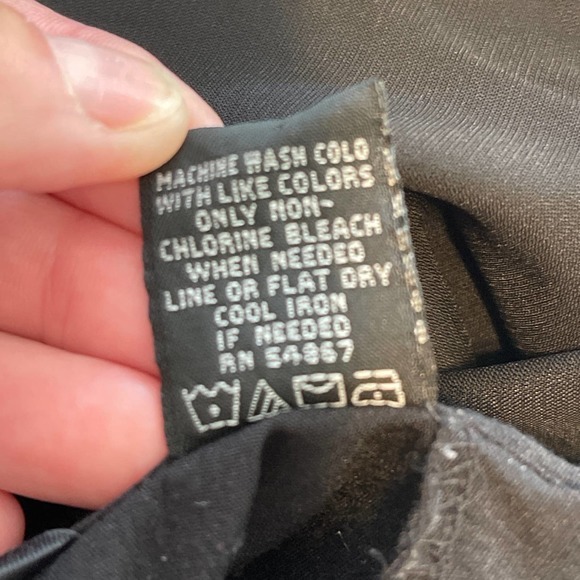 MACHINE WASH COLD
WITH LIKE COLORS
ONLY NON-
CHLORINE BLEACH
WHEN NEEDED
LINE OR FLAT DRY
COOL IRON
IF NEEDED
RN